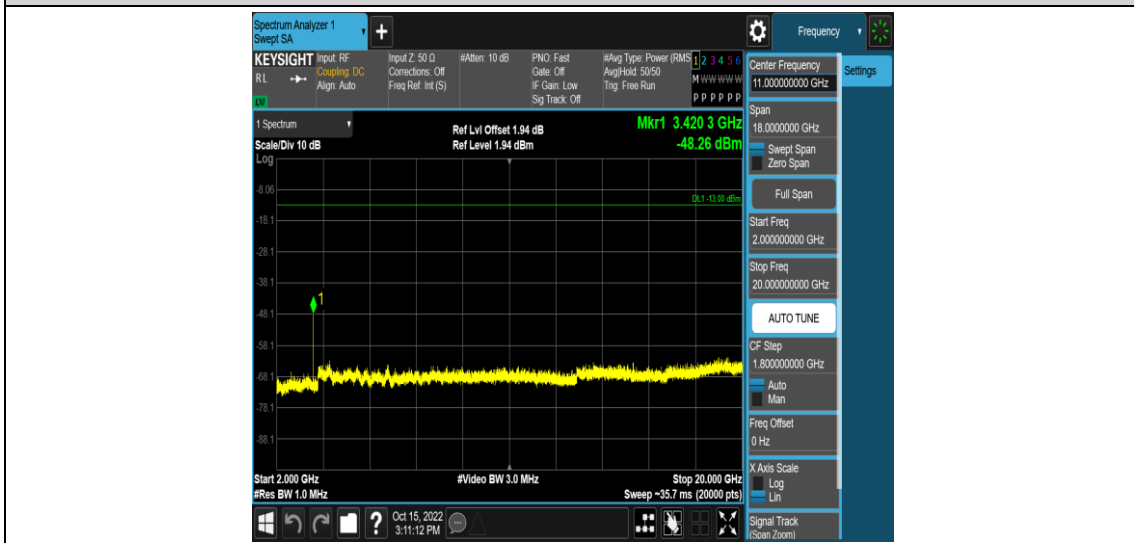 Spectrum Analyzer 1
Swept SA
+
Frequency
KEYSIGHT
RL
LXI
Input: RF
Coupling: DC
Align: Auto
Input Z: 50 Ω
Corrections: Off
Freq Ref: Int (S)
#Atten: 10 dB
PNO: Fast
Gate: Off
IF Gain: Low
Sig Track: Off
#Avg Type: Power (RMS
Avg|Hold: 50/50
Trig: Free Run
1 2 3 4 5 6
M W W W W W
P P P P P P
Center Frequency
11.000000000 GHz
Settings
1 Spectrum
Scale/Div 10 dB
Log
Ref Lvl Offset 1.94 dB
Ref Level 1.94 dBm
Mkr1 3.420 3 GHz
-48.26 dBm
-8.06
DL1 -13.00 dBm
-18.1
-28.1
-38.1
1
-48.1
-58.1
-68.1
-78.1
-88.1
Start 2.000 GHz
#Res BW 1.0 MHz
#Video BW 3.0 MHz
Stop 20.000 GHz
Sweep ~35.7 ms (20000 pts)
Span
18.0000000 GHz
Swept Span
Zero Span
Full Span
Start Freq
2.000000000 GHz
Stop Freq
20.000000000 GHz
AUTO TUNE
CF Step
1.800000000 GHz
Auto
Man
Freq Offset
0 Hz
X Axis Scale
Log
Lin
Signal Track
(Span Zoom)
?
Oct 15, 2022
3:11:12 PM